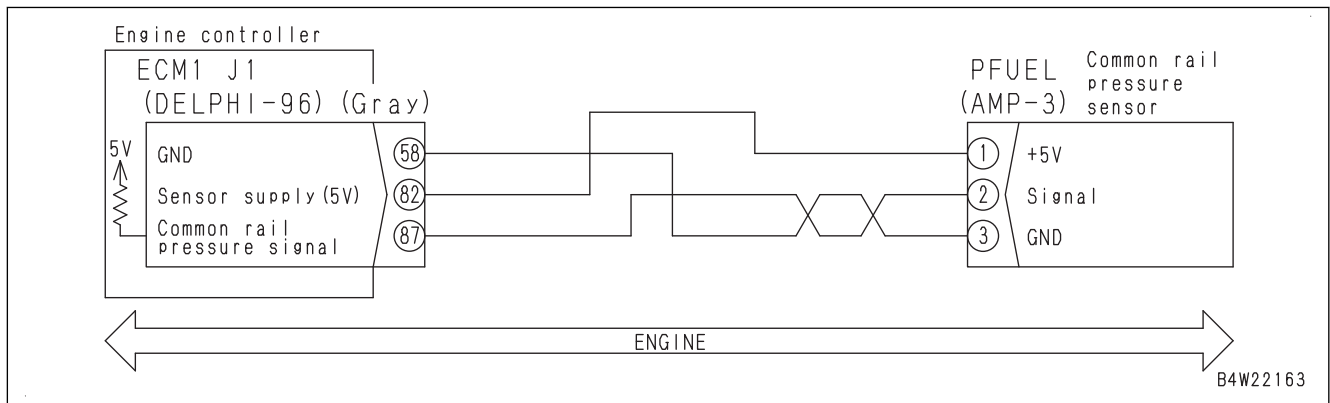 Engine controller
ECM1 J1
(DELPHI-96) (Gray)
5V
GND
58
Sensor supply(5V)
82
Common rail
pressure signal
87
PFUEL
(AMP-3)
Common rail
pressure
sensor
1
+5V
2
Signal
3
GND
ENGINE
B4W22163